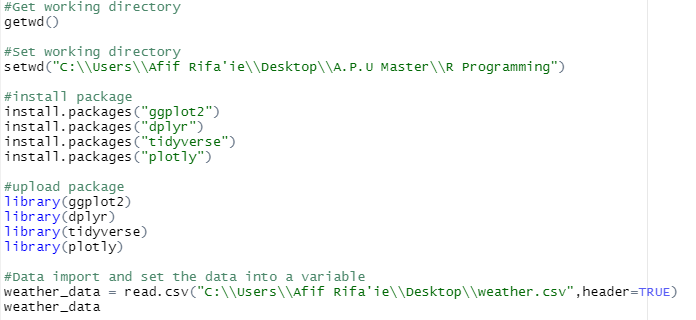 #Get working directory
getwd()
#Set working directory
setwd("C:\\Users\\Afif Rifa'ie\\Desktop\\A.P.U Master\\R Programming")
#install package
install.packages("ggplot2")
install.packages("dplyr")
install.packages("tidyverse")
install.packages("plotly")
#upload package
library(ggplot2)
library(dplyr)
library(tidyverse)
library(plotly)
#Data import and set the data into a variable
weather_data = read.csv("C:\\Users\\Afif Rifa'ie\\Desktop\\weather.csv",header=TRUE)
weather_data